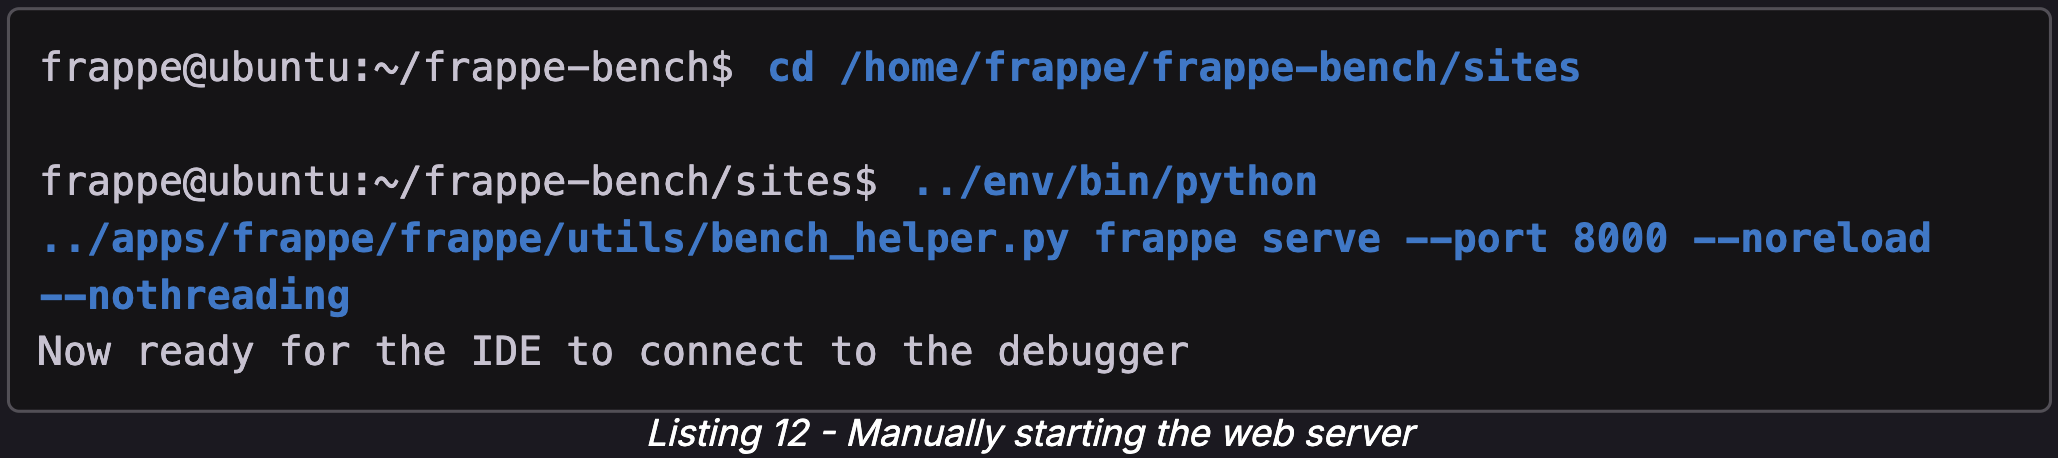 frappe@ubuntu:~/frappe-bench$ cd /home/frappe/frappe-bench/sites
frappe@ubuntu:~/frappe-bench/sites$ ../env/bin/python
../apps/frappe/frappe/utils/bench_helper.py frappe serve --port 8000 --noreload
--nothreading
Now ready for the IDE to connect to the debugger
Listing 12 - Manually starting the web server